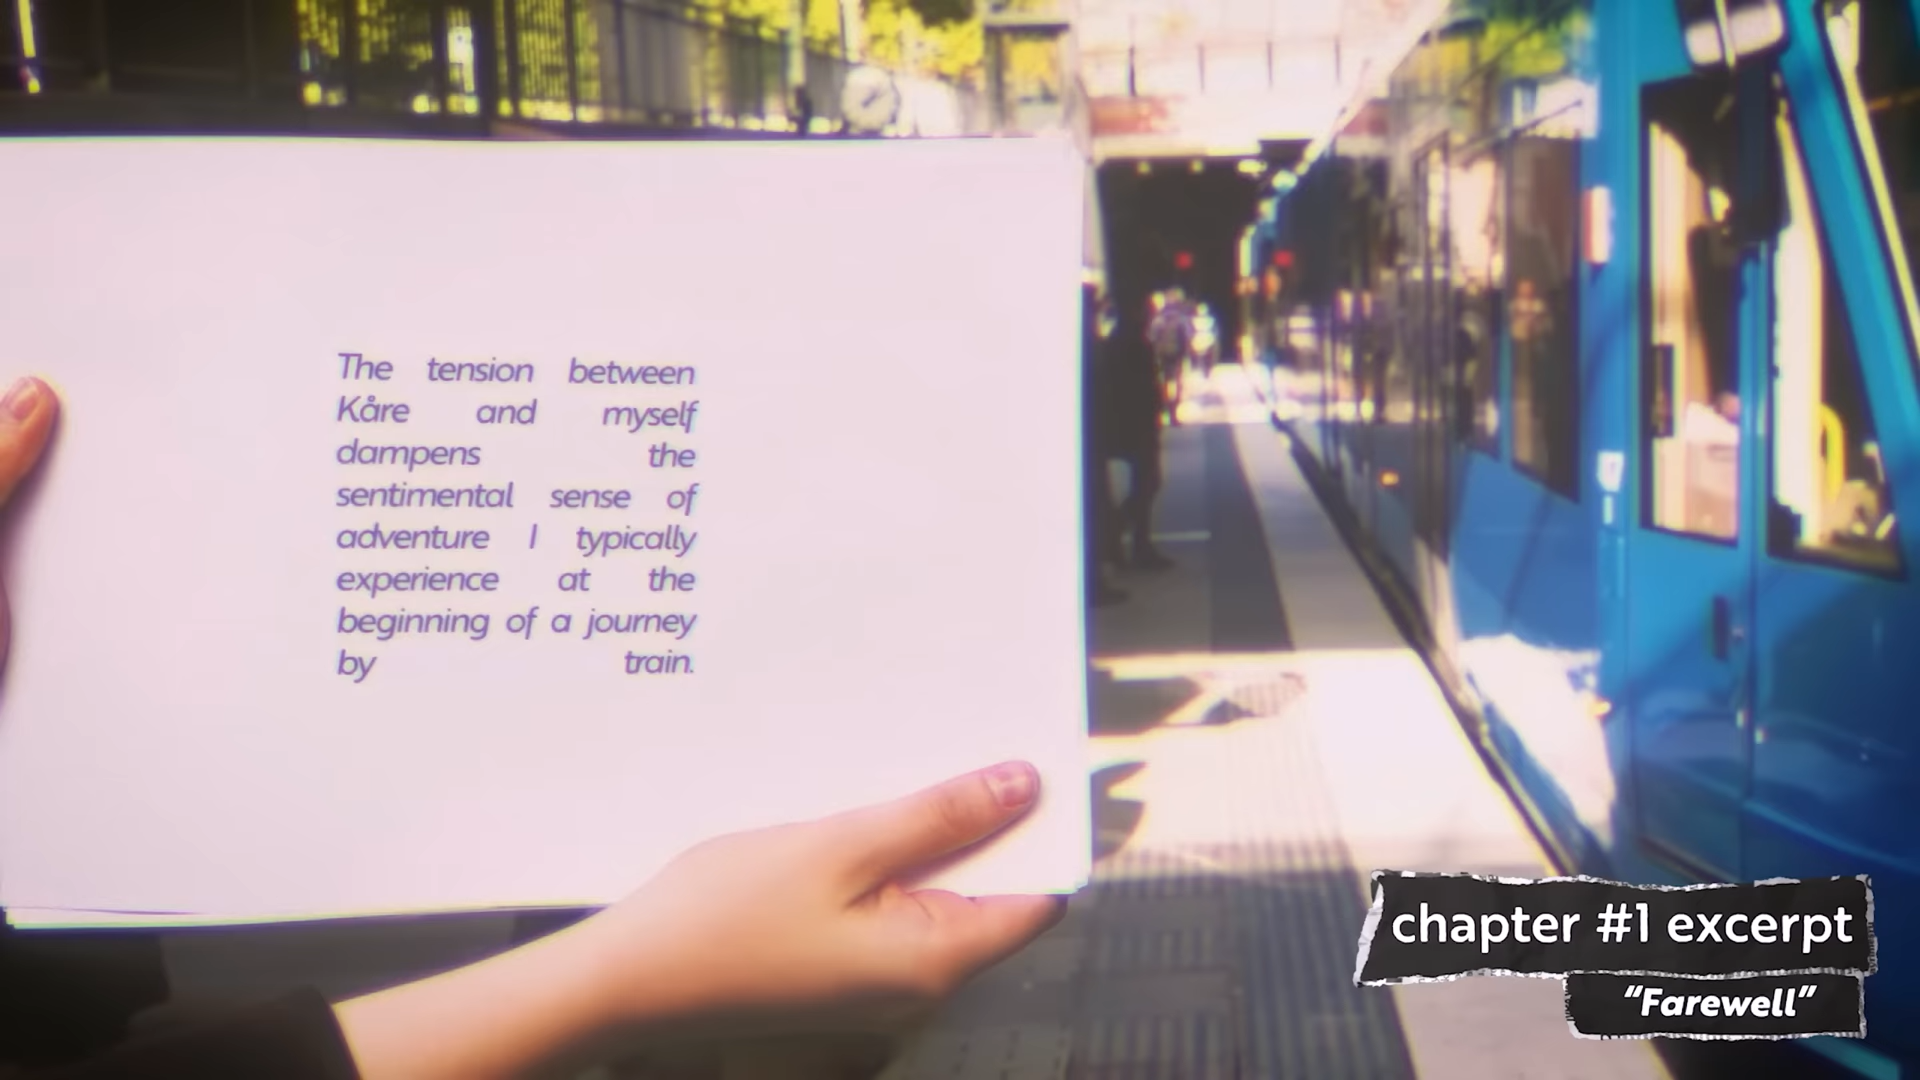 The tension between
Kåre and myself
dampens the
sentimental sense of
adventure I typically
experience at the
beginning of a journey
by train.
chapter #1 excerpt
“Farewell”